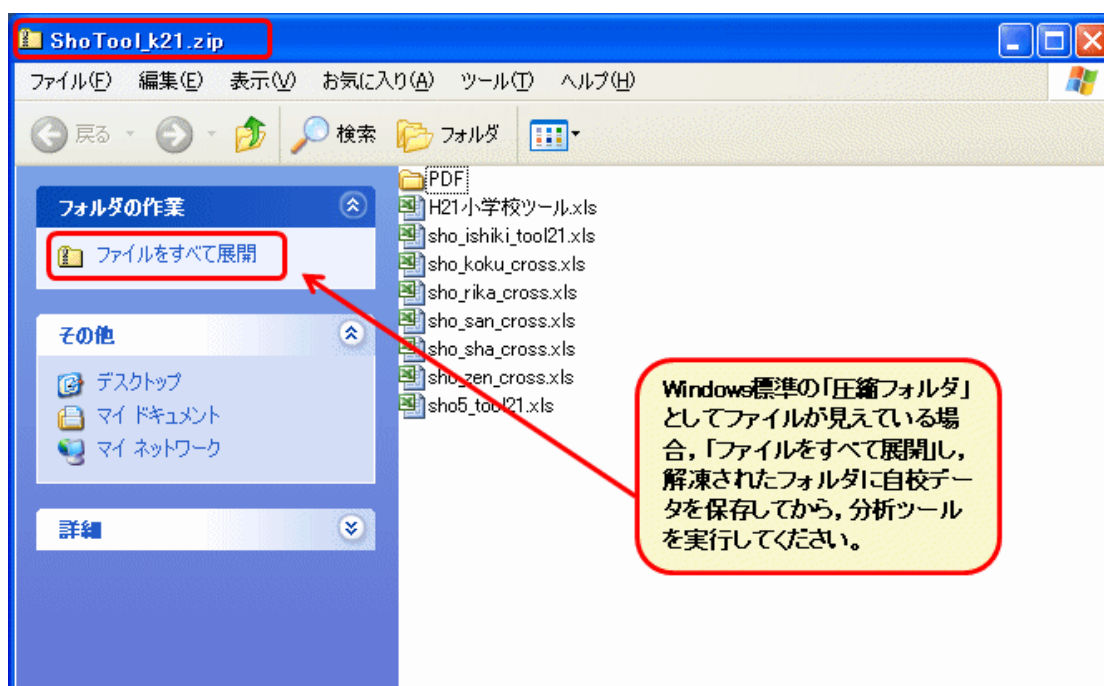 ShoTool_k21.zip
ファイル(F) 編集(E) 表示(V) お気に入り(A) ツール(T) ヘルプ(H)
戻る 検索 フォルダ
フォルダの作業
ファイルをすべて展開
その他
デスクトップ
マイ ドキュメント
マイ ネットワーク
詳細
PDF
H21小学校ツール.xls
sho_ishiki_tool21.xls
sho_koku_cross.xls
sho_rika_cross.xls
sho_san_cross.xls
sho_sha_cross.xls
sho_zen_cross.xls
sho5_tool21.xls
Windows標準の「圧縮フォルダ」
としてファイルが見えている場
合，「ファイルをすべて展開」し，
解凍されたフォルダに自校デー
タを保存してから，分析ツール
を実行してください。